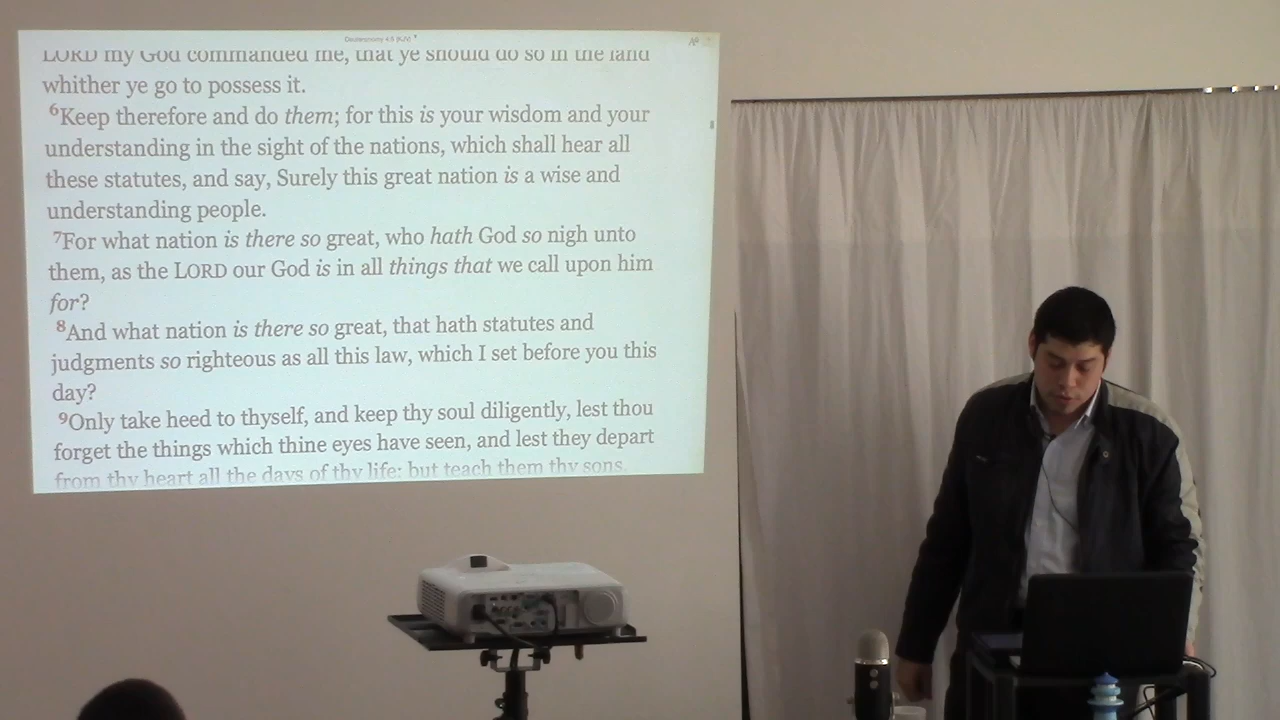 Deuteronomy 4:9 (KJV)
LORD my God commanded me, that ye should do so in the land
whither ye go to possess it.
6Keep therefore and do them; for this is your wisdom and your
understanding in the sight of the nations, which shall hear all
these statutes, and say, Surely this great nation is a wise and
understanding people.
7For what nation is there so great, who hath God so nigh unto
them, as the LORD our God is in all things that we call upon him
for?
8And what nation is there so great, that hath statutes and
judgments so righteous as all this law, which I set before you this
day?
9Only take heed to thyself, and keep thy soul diligently, lest thou
forget the things which thine eyes have seen, and lest they depart
from thy heart all the days of thy life: but teach them thy sons,